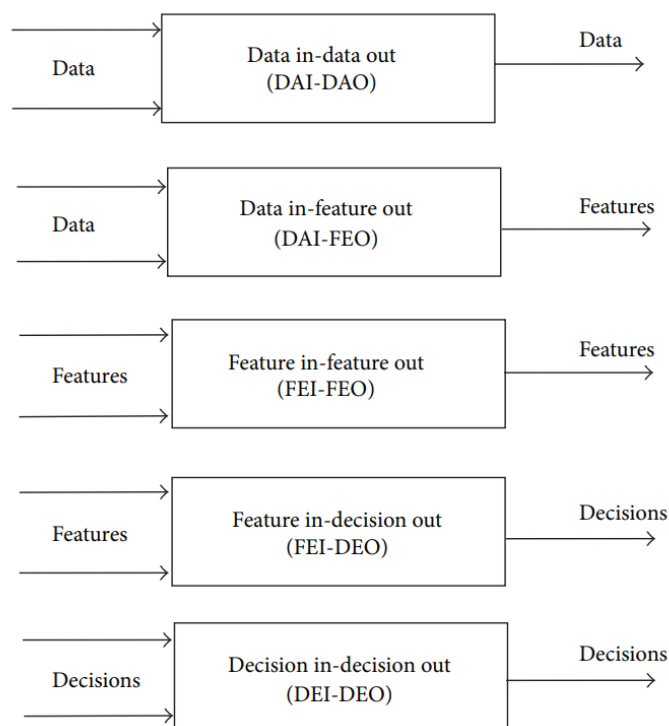 Data
Data in-data out
(DAI-DAO)
Data
Data
Data in-feature out
(DAI-FEO)
Features
Features
Feature in-feature out
(FEI-FEO)
Features
Features
Feature in-decision out
(FEI-DEO)
Decisions
Decisions
Decision in-decision out
(DEI-DEO)
Decisions